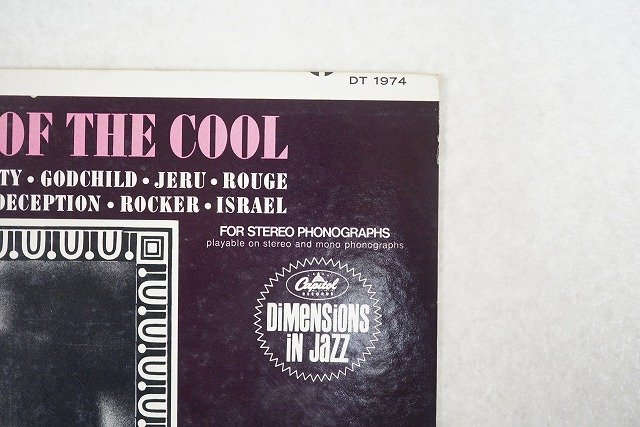 DT 1974
OF THE COOL
TY • GODCHILD • JERU • ROUGE
DECEPTION • ROCKER • ISRAEL
FOR STEREO PHONOGRAPHS
playable on stereo and mono phonographs
Capitol
RECORDS
DiMENSiONS
iN JaZZ